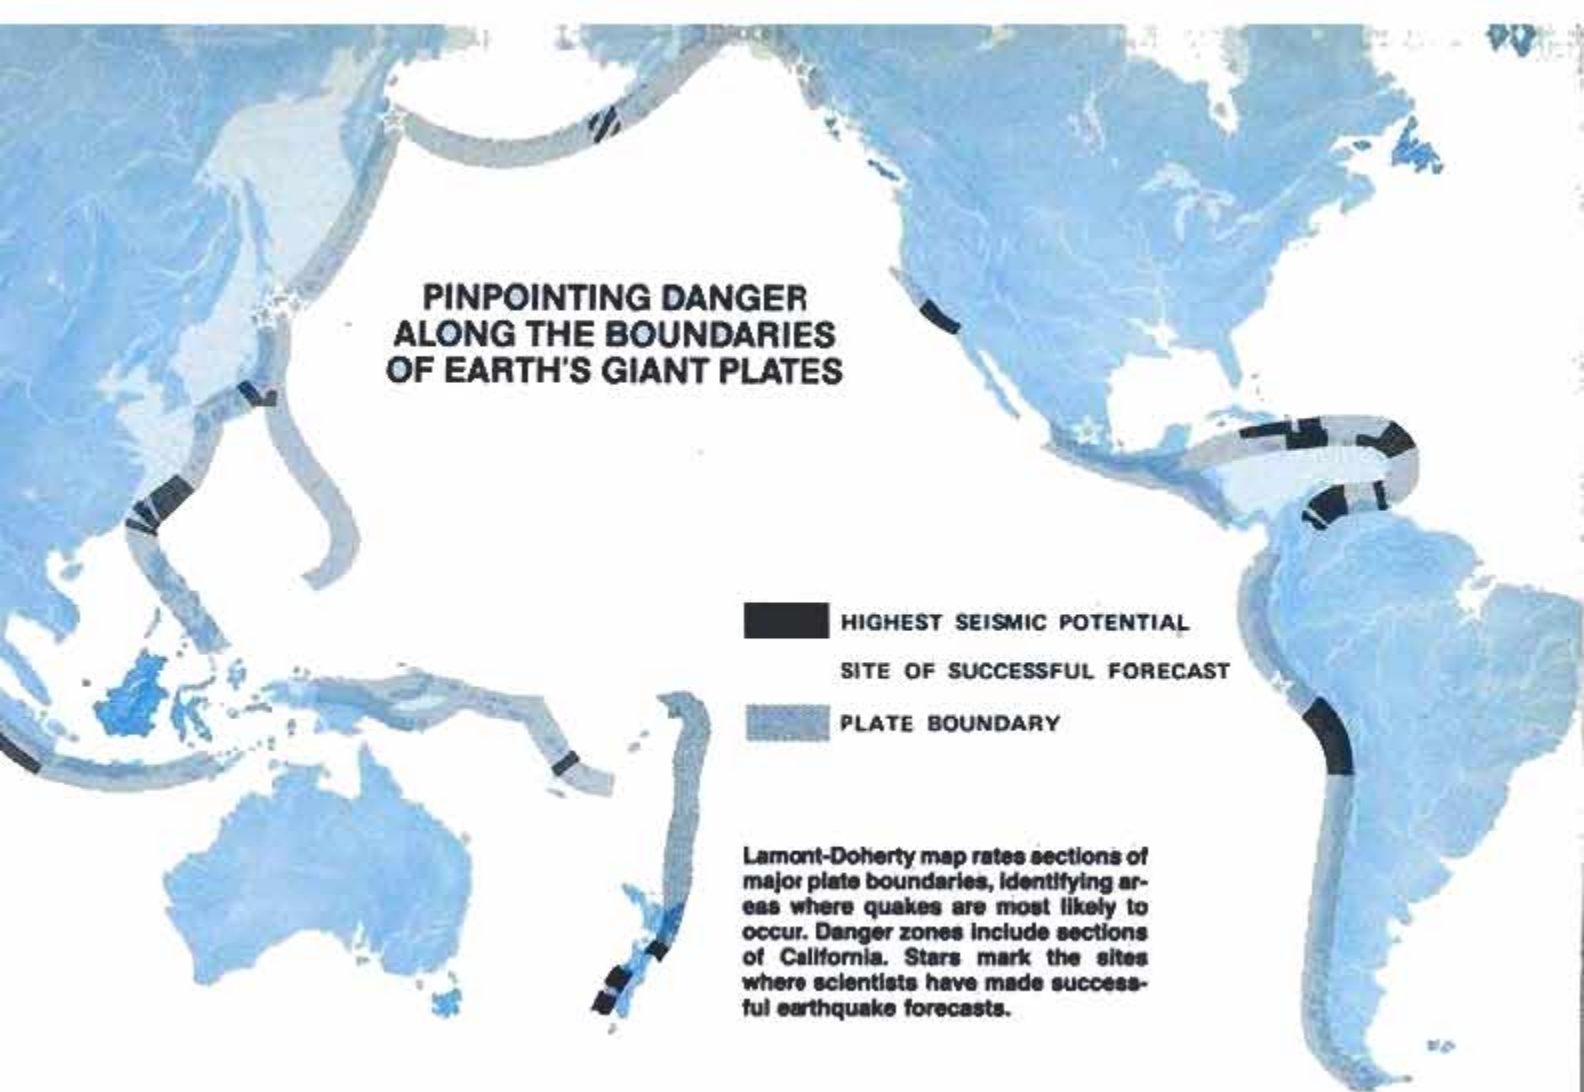 PINPOINTING DANGER
ALONG THE BOUNDARIES
OF EARTH'S GIANT PLATES
HIGHEST SEISMIC POTENTIAL
SITE OF SUCCESSFUL FORECAST
PLATE BOUNDARY
Lamont-Doherty map rates sections of
major plate boundaries, identifying ar-
eas where quakes are most likely to
occur. Danger zones include sections
of California. Stars mark the sites
where scientists have made success-
ful earthquake forecasts.